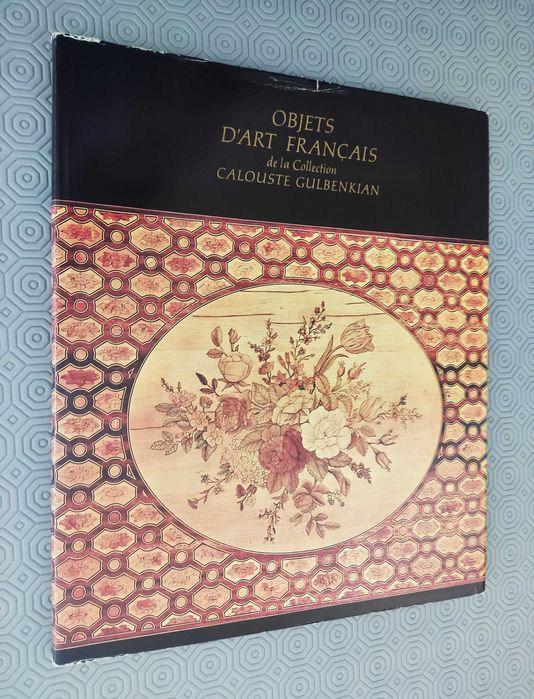 OBJETS
D'ART FRANÇAIS
de la Collection
CALOUSTE GULBENKIAN